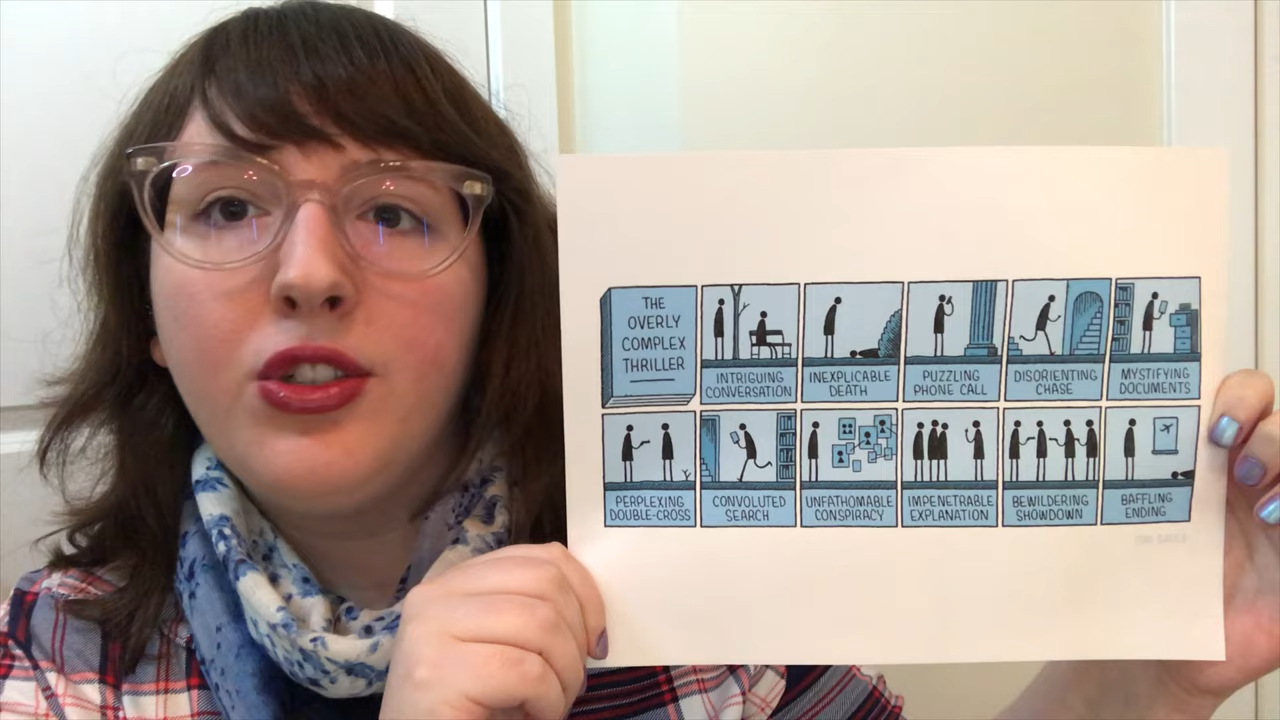 THE
OVERLY
COMPLEX
THRILLER
INTRIGUING
CONVERSATION
INEXPLICABLE
DEATH
PUZZLING
PHONE CALL
DISORIENTING
CHASE
MYSTIFYING
DOCUMENTS
PERPLEXING
DOUBLE-CROSS
CONVOLUTED
SEARCH
UNFATHOMABLE
CONSPIRACY
IMPENETRABLE
EXPLANATION
BEWILDERING
SHOWDOWN
BAFFLING
ENDING